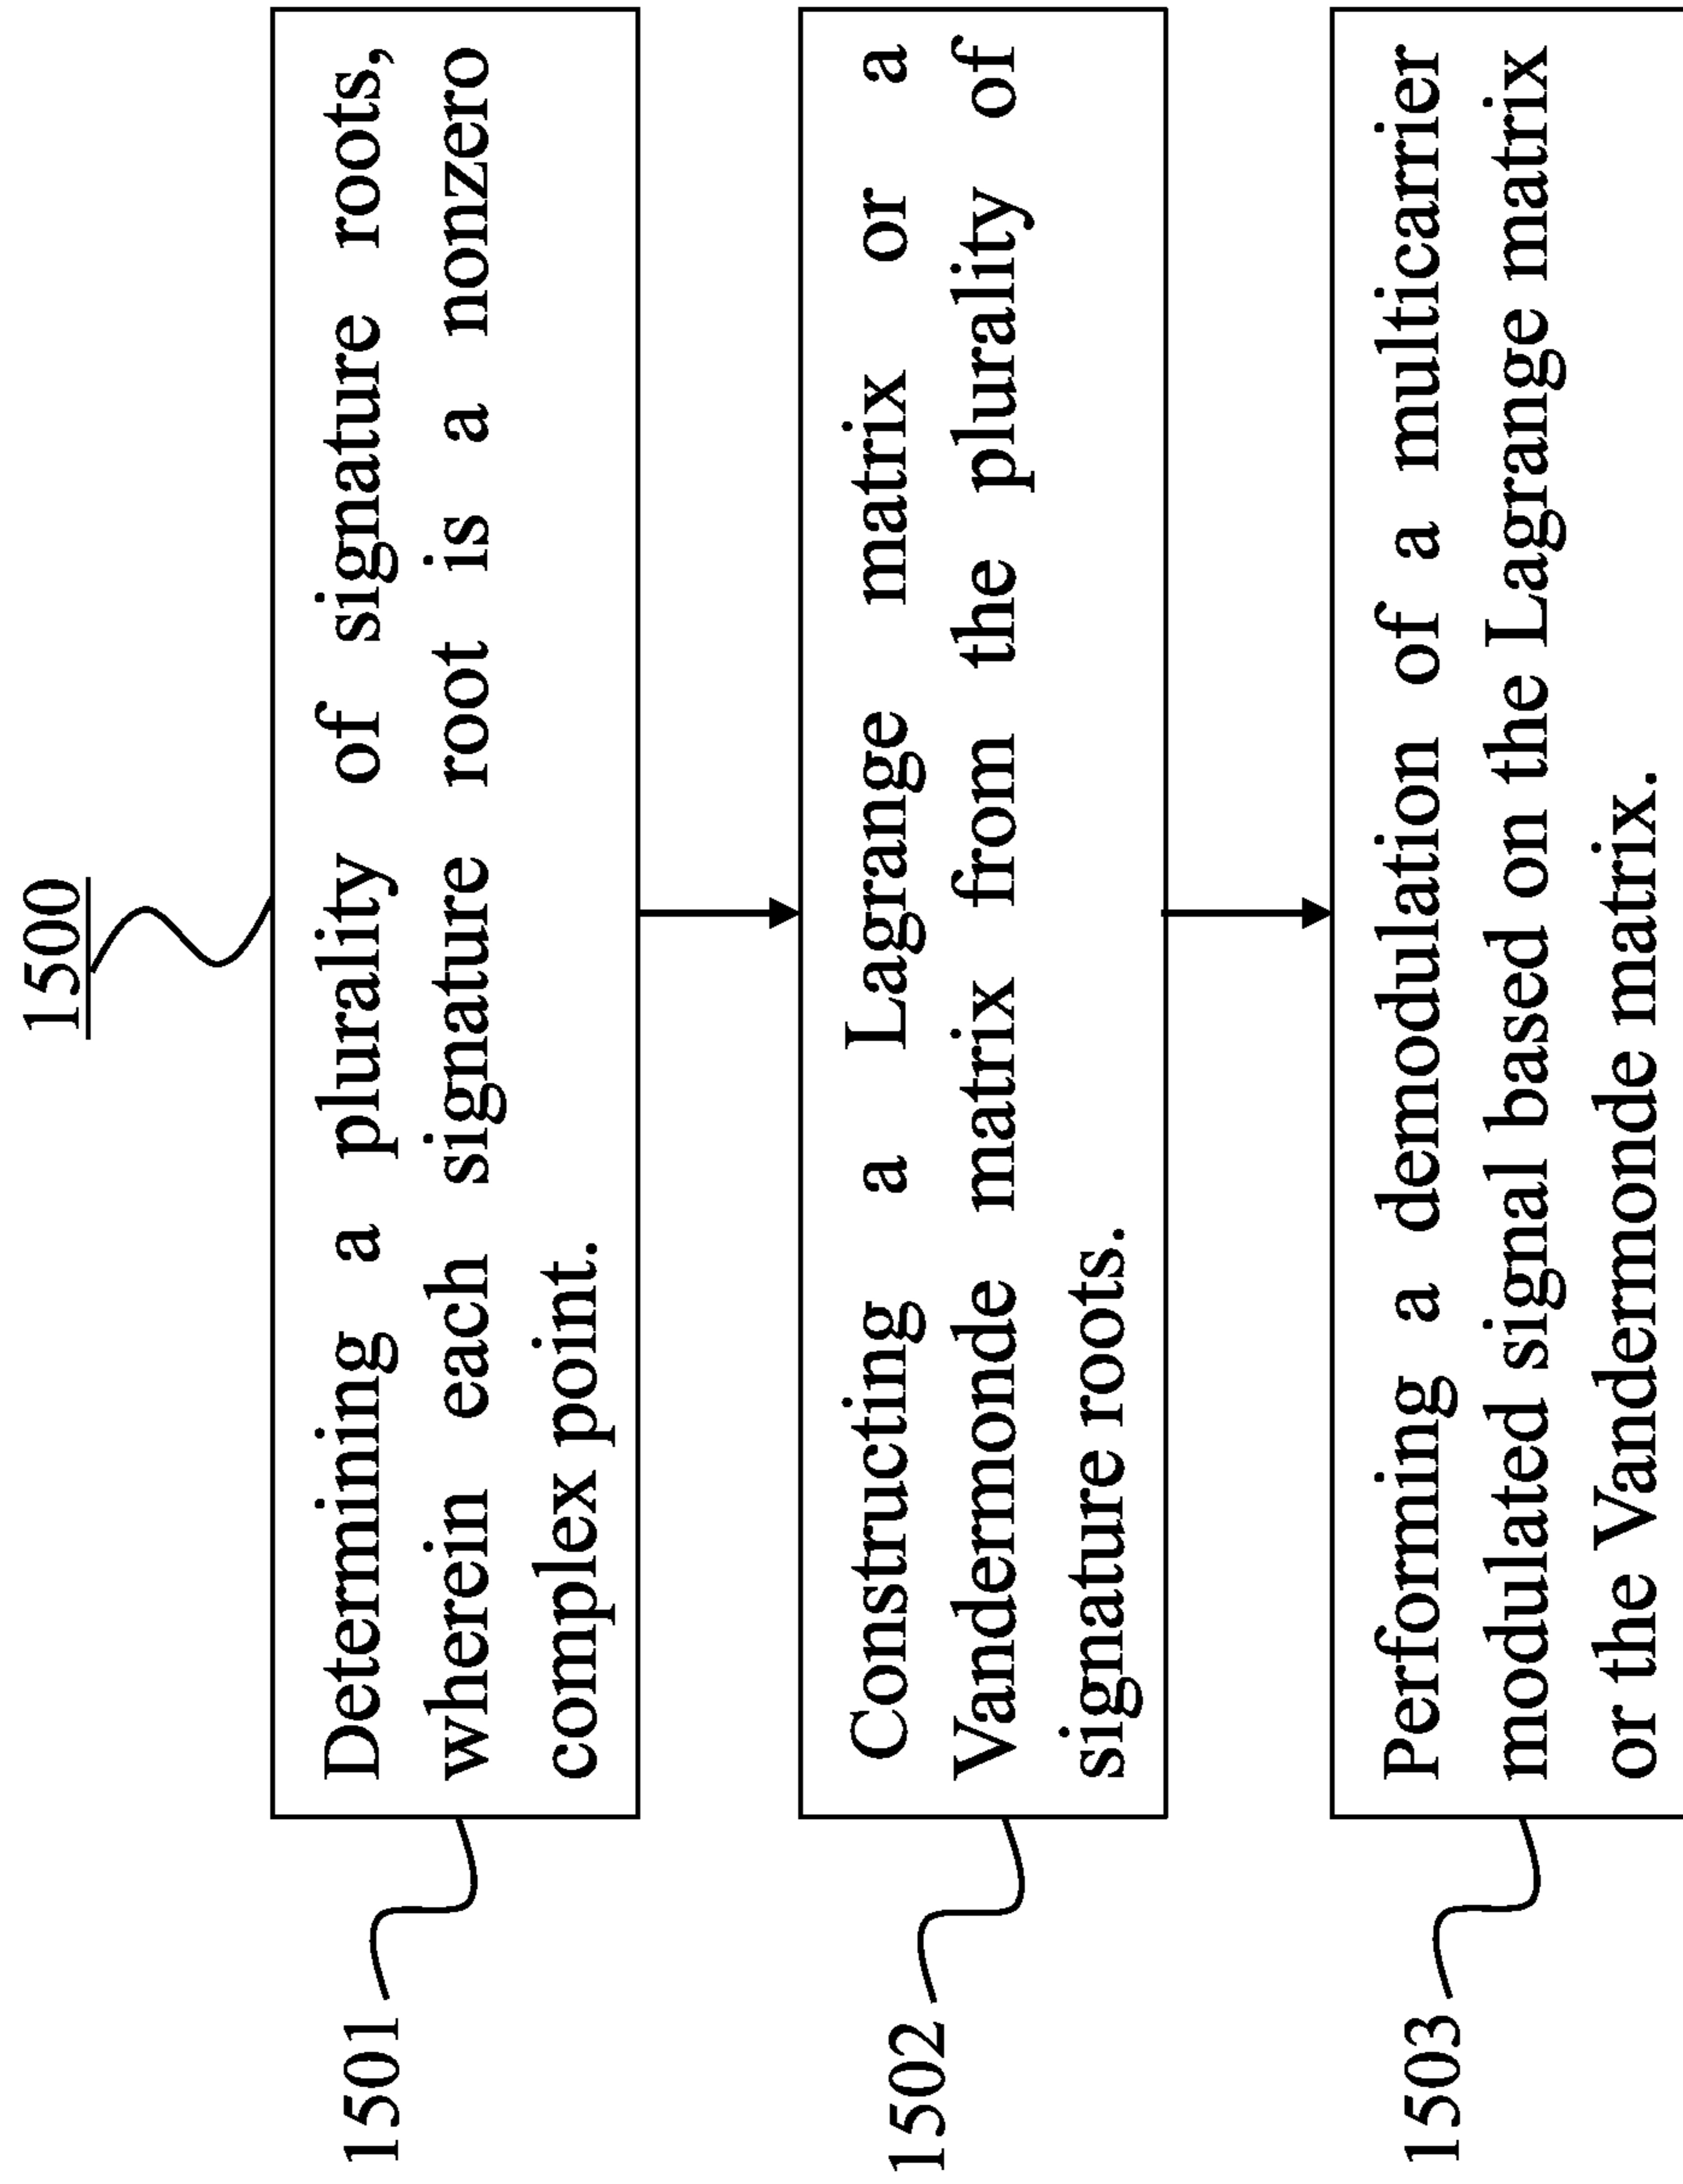 1500
1501
Determining a plurality of signature roots,
wherein each signature root is a nonzero
complex point.
1502
Constructing a Lagrange matrix or a
Vandermonde matrix from the plurality of
signature roots.
1503
Performing a demodulation of a multicarrier
modulated signal based on the Lagrange matrix
or the Vandermonde matrix.